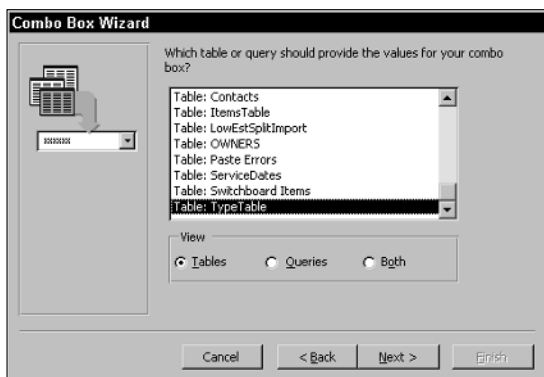 Combo Box Wizard
Which table or query should provide the values for your combo
box?
xxxxxx
Table: Contacts
Table: ItemsTable
Table: LowEstSplitImport
Table: OWNERS
Table: Paste Errors
Table: ServiceDates
Table: Switchboard Items
Table: TypeTable
View
Tables
Queries
Both
Cancel
< Back
Next >
Finish